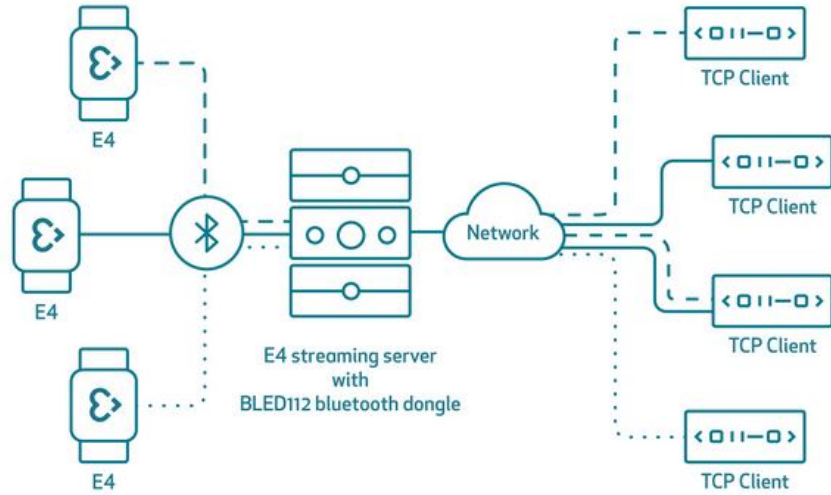 E4
E4
E4
E4 streaming server
with
BLED112 bluetooth dongle
Network
TCP Client
TCP Client
TCP Client
TCP Client